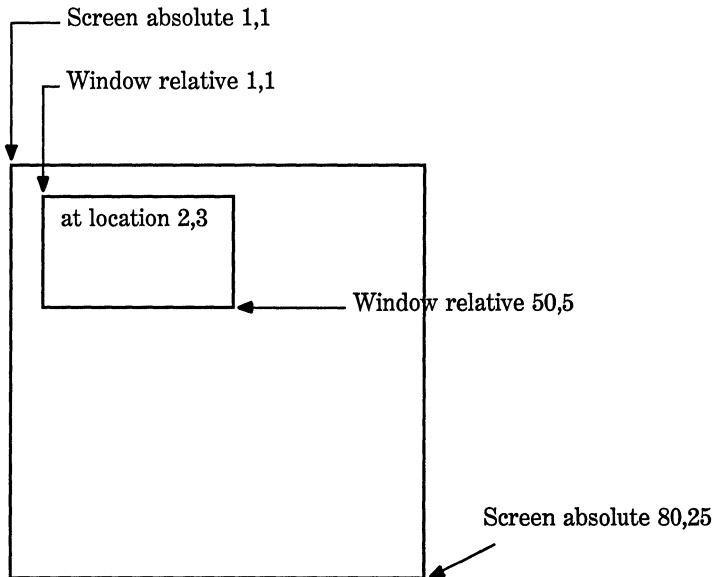 Screen absolute 1,1
Window relative 1,1
at location 2,3
Window relative 50,5
Screen absolute 80,25